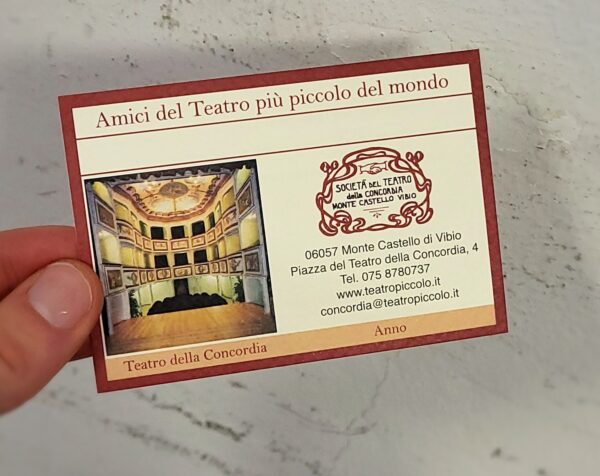 Amici del Teatro più piccolo del mondo
SOCIETÁ DEL TEATRO
della CONCORDIA
MONTE CASTELLO VIBIO
06057 Monte Castello di Vibio
Piazza del Teatro della Concordia, 4
Tel. 075 8780737
www.teatropiccolo.it
concordia@teatropiccolo.it
Teatro della Concordia
Anno